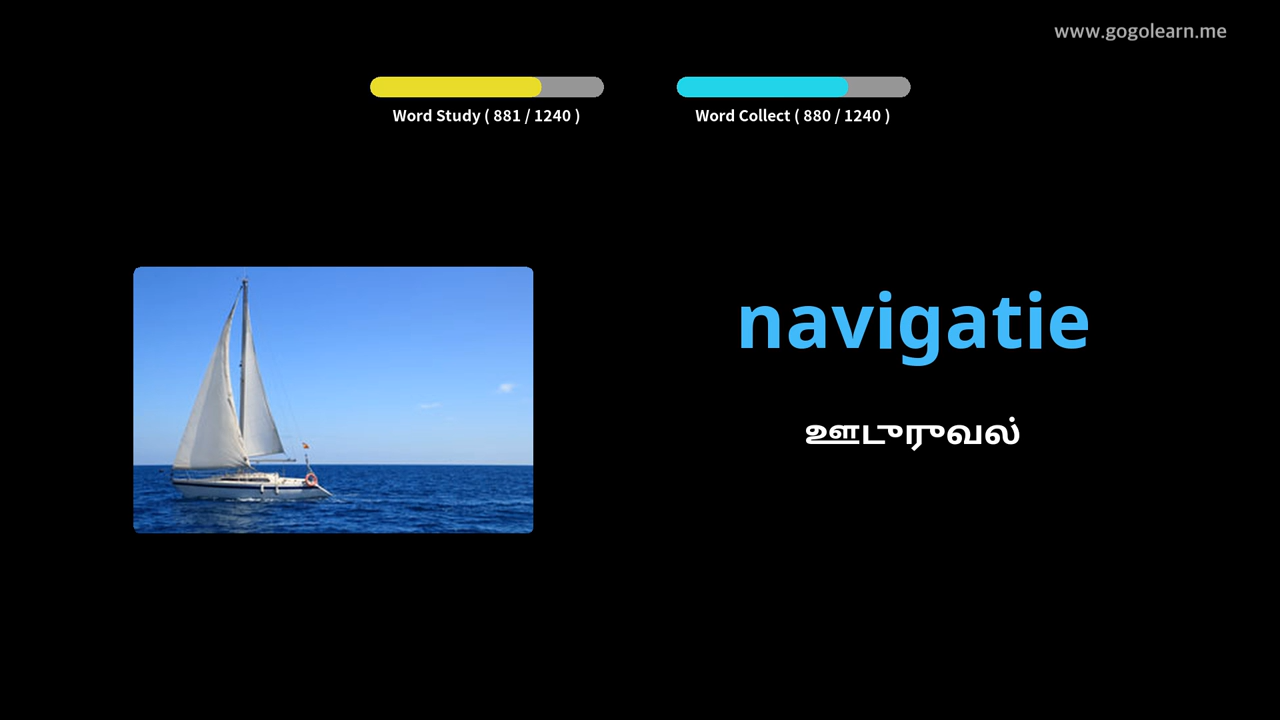 www.gogolearn.me
Word Study ( 881 / 1240 )
Word Collect ( 880 / 1240 )
navigatie
ஊடுருவல்